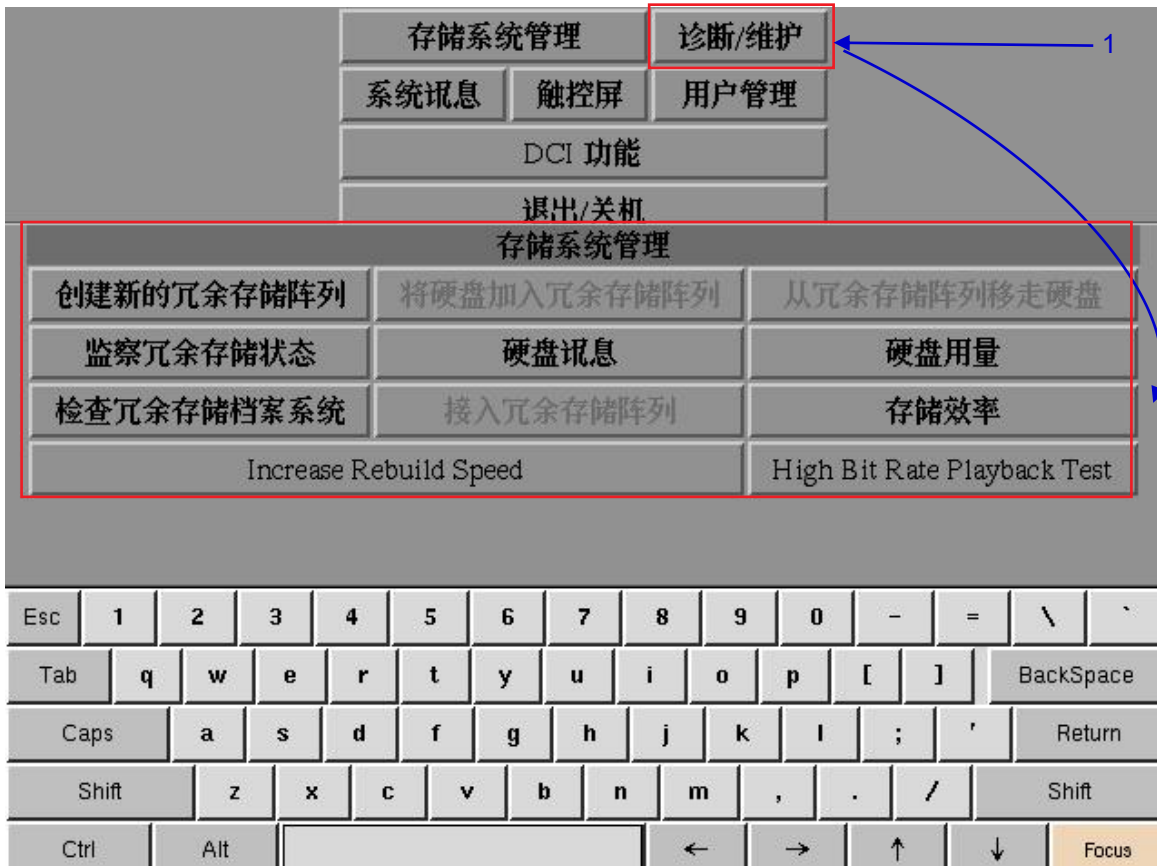 存储系统管理 诊断/维护 1
系统讯息 触控屏 用户管理
DCI 功能
退出/关机
存储系统管理
创建新的冗余存储阵列 将硬盘加入冗余存储阵列 从冗余存储阵列移走硬盘
监察冗余存储状态 硬盘讯息 硬盘用量
检查冗余存储档案系统 接入冗余存储阵列 存储效率
Increase Rebuild Speed High Bit Rate Playback Test
Esc 1 2 3 4 5 6 7 8 9 0 - = \ `
Tab q w e r t y u i o p [ ] BackSpace
Caps a s d f g h j k l ; ' Return
Shift z x c v b n m , . / Shift
Ctrl Alt ← → ↑ ↓ Focus